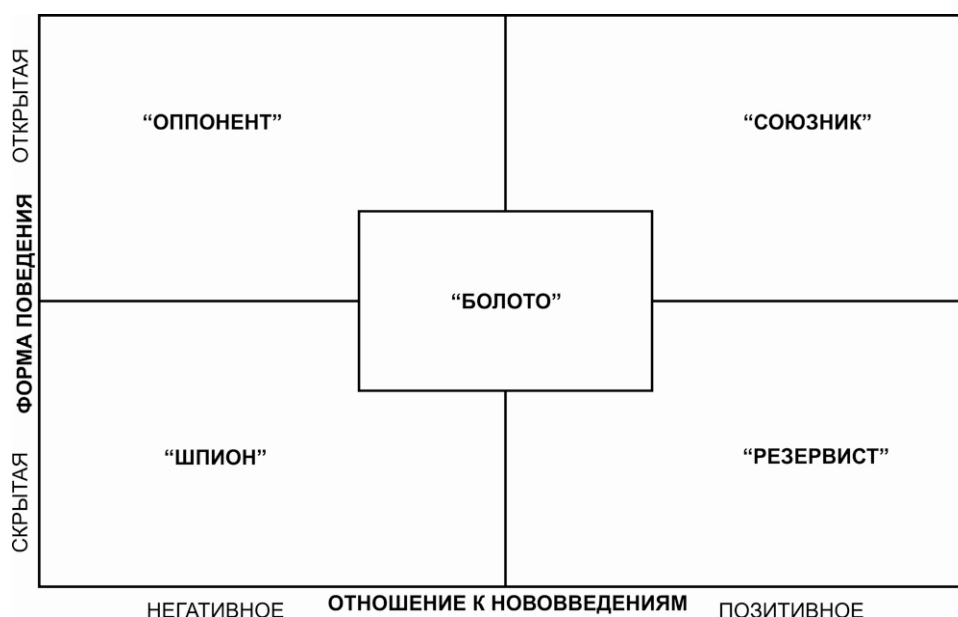 ОТКРЫТАЯ
“ОППОНЕНТ”
“СОЮЗНИК”
ФОРМА ПОВЕДЕНИЯ
“БОЛОТО”
СКРЫТАЯ
“ШПИОН”
“РЕЗЕРВИСТ”
НЕГАТИВНОЕ
ОТНОШЕНИЕ К НОВОВВЕДЕНИЯМ
ПОЗИТИВНОЕ